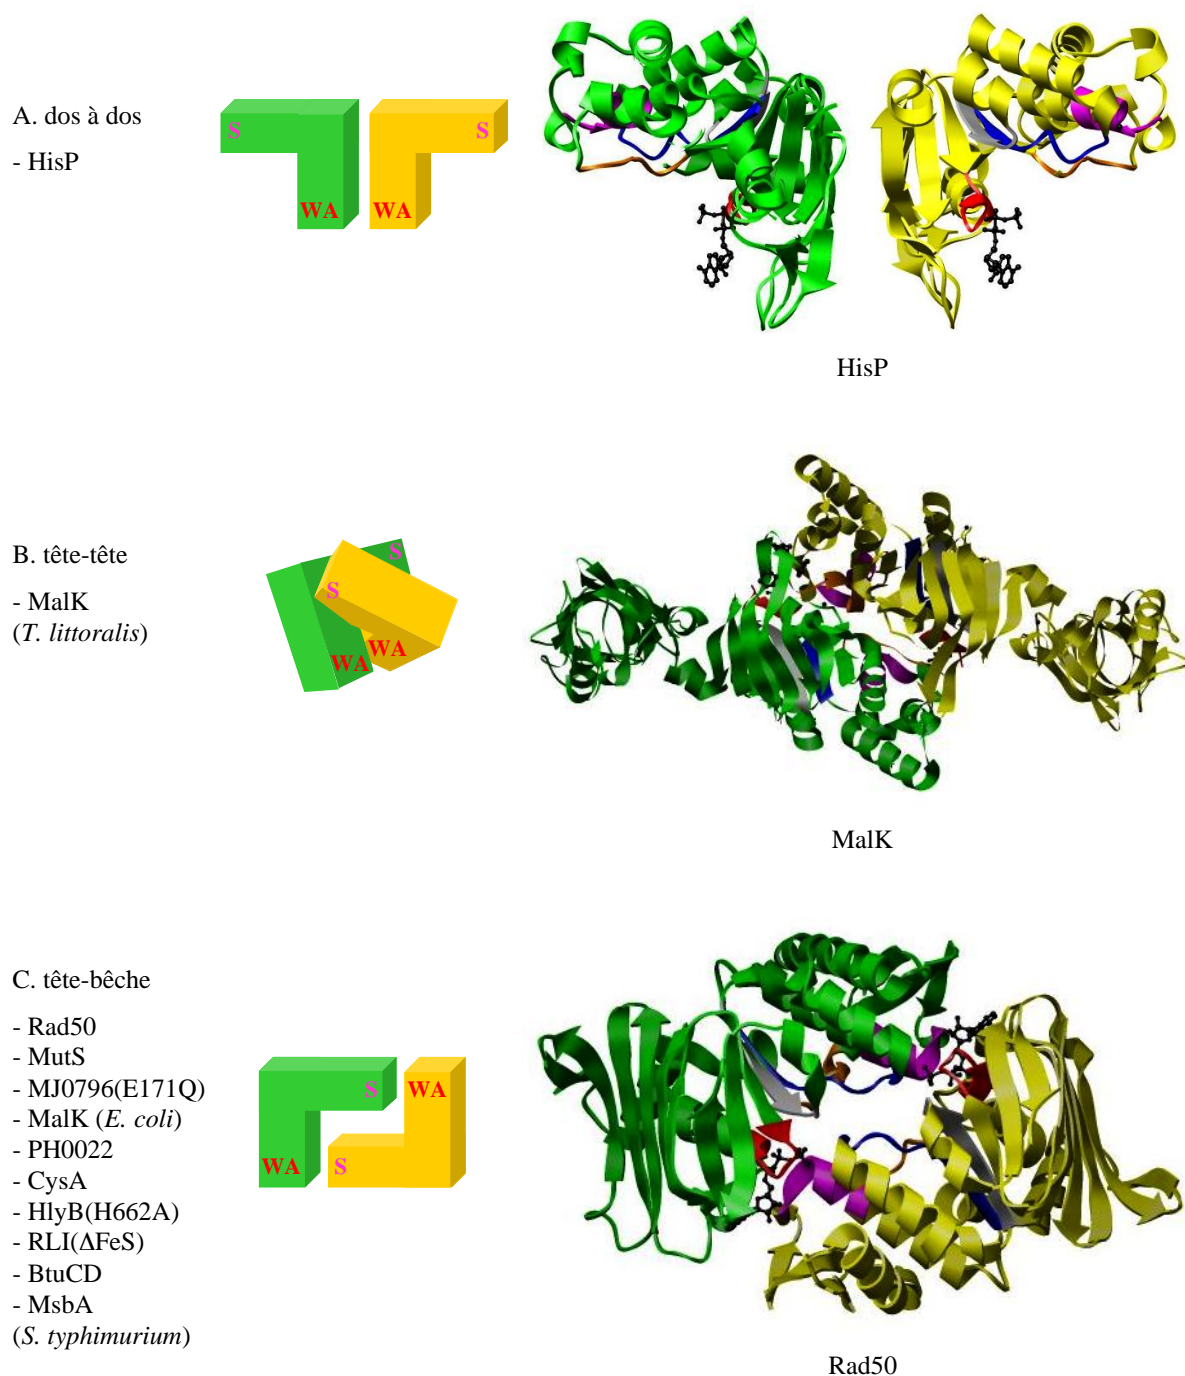 A. dos à dos
- HisP
S
S
WA
WA
HisP
B. tête-tête
- MalK
(T. littoralis)
S
S
WA
WA
MalK
C. tête-bêche
- Rad50
- MutS
- MJ0796(E171Q)
- MalK (E. coli)
- PH0022
- CysA
- HlyB(H662A)
- RLI(ΔFeS)
- BtuCD
- MsbA
(S. typhimurium)
S
WA
WA
S
Rad50